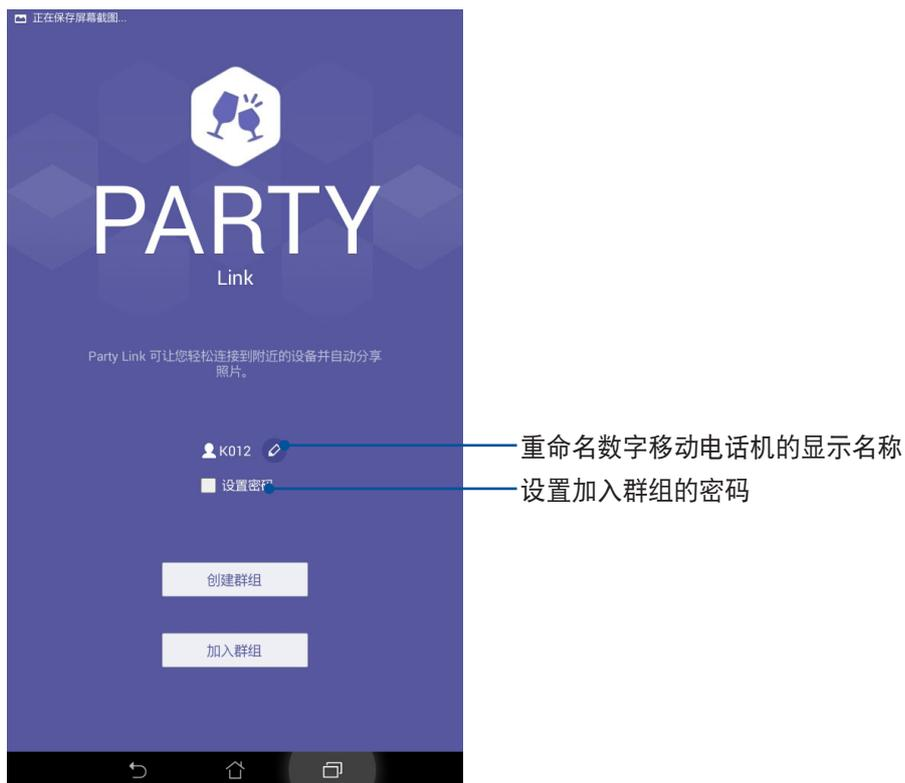 正在保存屏幕截图...
PARTY
Link
Party Link 可让您轻松连接到附近的设备并自动分享
照片。
K012
重命名数字移动电话机的显示名称
设置密码
设置加入群组的密码
创建群组
加入群组